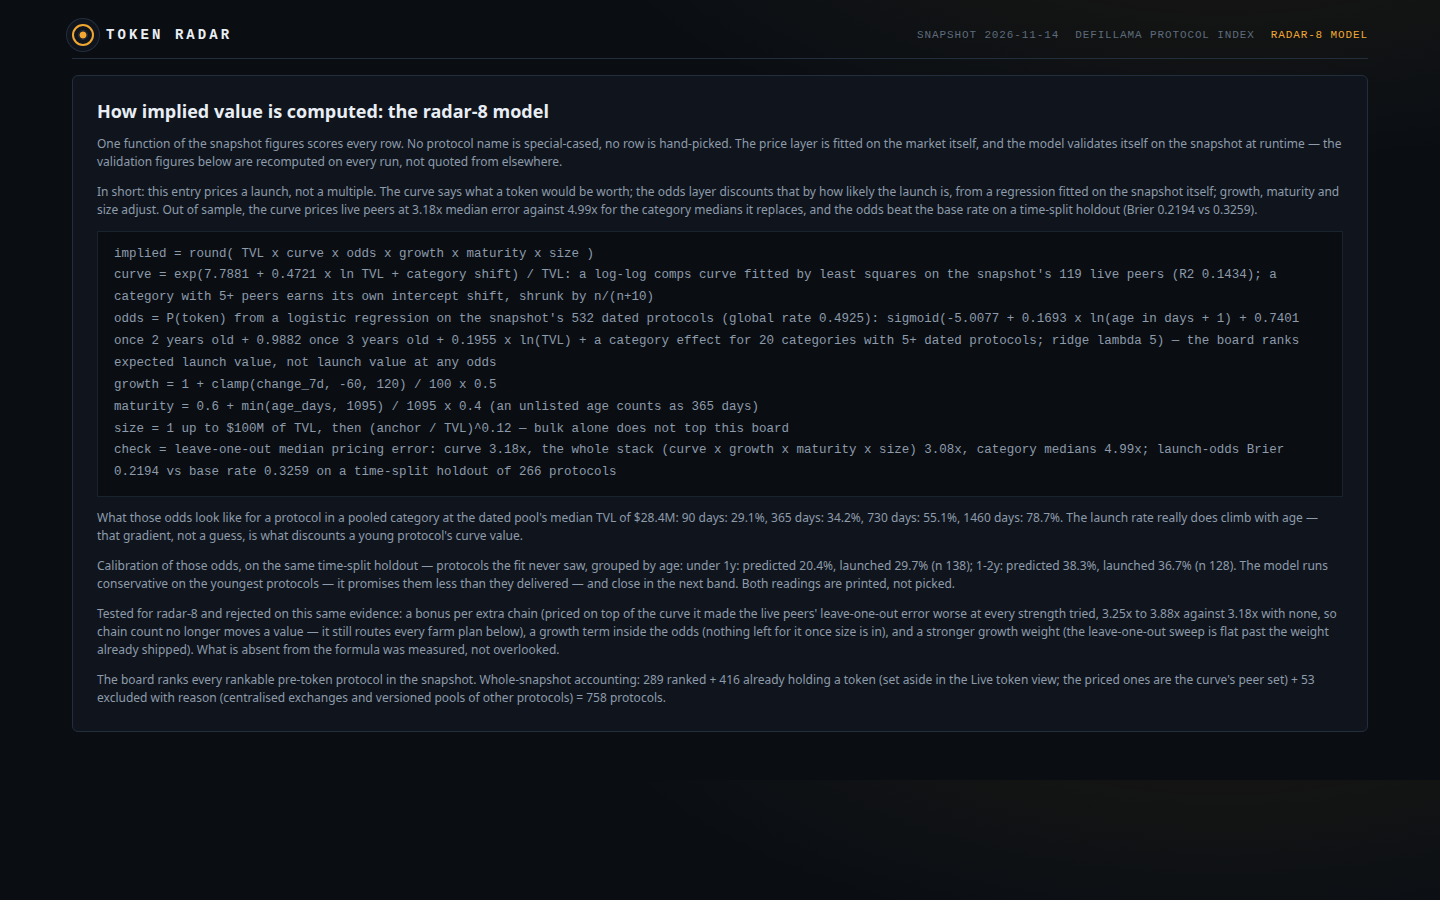 TOKEN RADAR
SNAPSHOT 2026-11-14 DEFILLAMA PROTOCOL INDEX RADAR-8 MODEL
How implied value is computed: the radar-8 model
One function of the snapshot figures scores every row. No protocol name is special-cased, no row is hand-picked. The price layer is fitted on the market itself, and the model validates itself on the snapshot at runtime — the
validation figures below are recomputed on every run, not quoted from elsewhere.
In short: this entry prices a launch, not a multiple. The curve says what a token would be worth; the odds layer discounts that by how likely the launch is, from a regression fitted on the snapshot itself; growth, maturity and
size adjust. Out of sample, the curve prices live peers at 3.18x median error against 4.99x for the category medians it replaces, and the odds beat the base rate on a time-split holdout (Brier 0.2194 vs 0.3259).
implied = round( TVL x curve x odds x growth x maturity x size )
curve = exp(7.7881 + 0.4721 x ln TVL + category shift) / TVL: a log-log comps curve fitted by least squares on the snapshot's 119 live peers (R2 0.1434); a
category with 5+ peers earns its own intercept shift, shrunk by n/(n+10)
odds = P(token) from a logistic regression on the snapshot's 532 dated protocols (global rate 0.4925): sigmoid(-5.0077 + 0.1693 x ln(age in days + 1) + 0.7401
once 2 years old + 0.9882 once 3 years old + 0.1955 x ln(TVL) + a category effect for 20 categories with 5+ dated protocols; ridge lambda 5) — the board ranks
expected launch value, not launch value at any odds
growth = 1 + clamp(change_7d, -60, 120) / 100 x 0.5
maturity = 0.6 + min(age_days, 1095) / 1095 x 0.4 (an unlisted age counts as 365 days)
size = 1 up to $100M of TVL, then (anchor / TVL)^0.12 — bulk alone does not top this board
check = leave-one-out median pricing error: curve 3.18x, the whole stack (curve x growth x maturity x size) 3.08x, category medians 4.99x; launch-odds Brier
0.2194 vs base rate 0.3259 on a time-split holdout of 266 protocols
What those odds look like for a protocol in a pooled category at the dated pool's median TVL of $28.4M: 90 days: 29.1%, 365 days: 34.2%, 730 days: 55.1%, 1460 days: 78.7%. The launch rate really does climb with age —
that gradient, not a guess, is what discounts a young protocol's curve value.
Calibration of those odds, on the same time-split holdout — protocols the fit never saw, grouped by age: under 1y: predicted 20.4%, launched 29.7% (n 138); 1-2y: predicted 38.3%, launched 36.7% (n 128). The model runs
conservative on the youngest protocols — it promises them less than they delivered — and close in the next band. Both readings are printed, not picked.
Tested for radar-8 and rejected on this same evidence: a bonus per extra chain (priced on top of the curve it made the live peers' leave-one-out error worse at every strength tried, 3.25x to 3.88x against 3.18x with none, so
chain count no longer moves a value — it still routes every farm plan below), a growth term inside the odds (nothing left for it once size is in), and a stronger growth weight (the leave-one-out sweep is flat past the weight
already shipped). What is absent from the formula was measured, not overlooked.
The board ranks every rankable pre-token protocol in the snapshot. Whole-snapshot accounting: 289 ranked + 416 already holding a token (set aside in the Live token view; the priced ones are the curve's peer set) + 53
excluded with reason (centralised exchanges and versioned pools of other protocols) = 758 protocols.